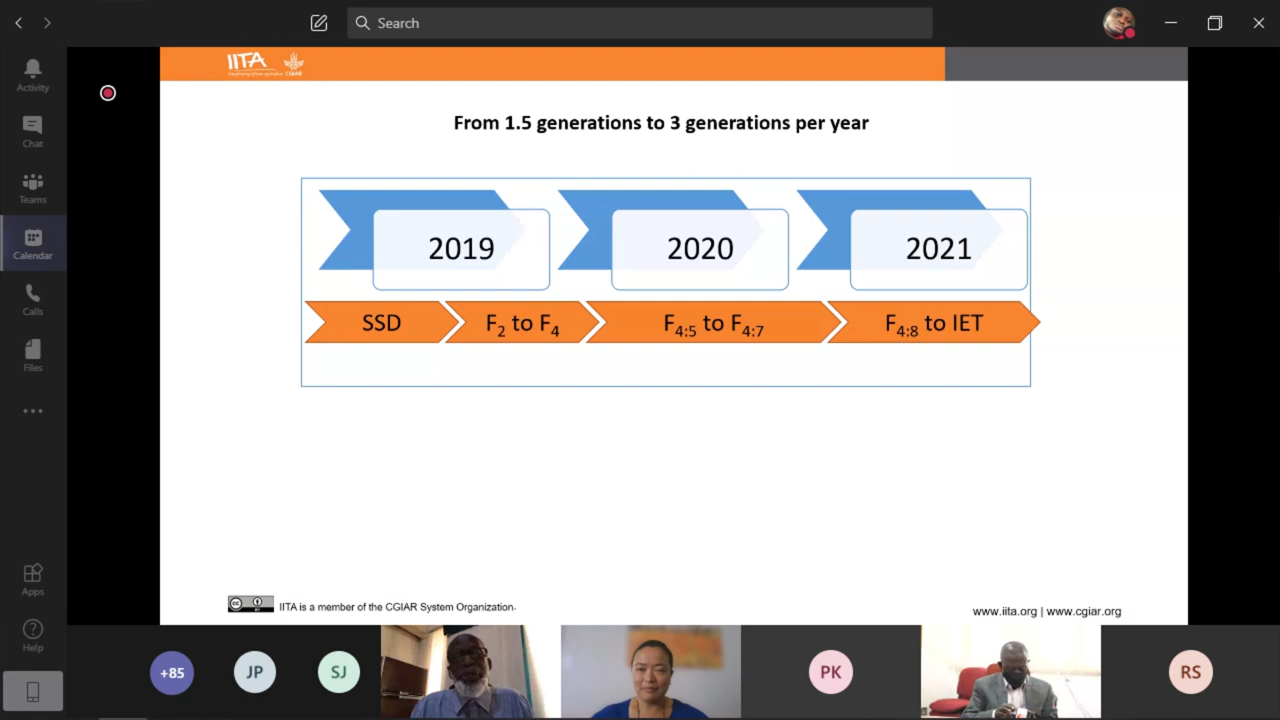 Search
Activity
Chat
Teams
Calendar
Calls
Files
Apps
Help
IITA
CGIAR
From 1.5 generations to 3 generations per year
2019
2020
2021
SSD
F2 to F4
F4:5 to F4:7
F4:8 to IET
cc
BY
IITA is a member of the CGIAR System Organization.
www.iita.org | www.cgiar.org
+85
JP
SJ
PK
RS